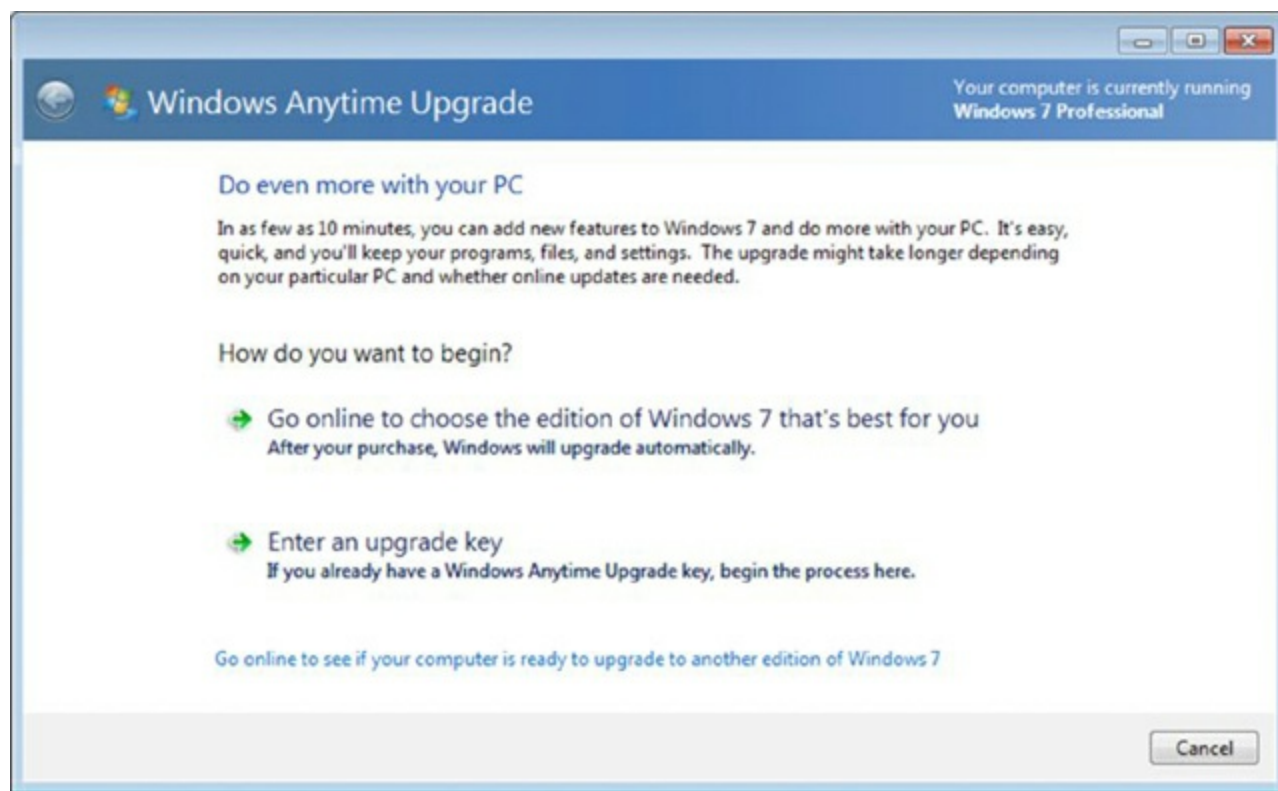 Windows Anytime Upgrade
Your computer is currently running
Windows 7 Professional
Do even more with your PC
In as few as 10 minutes, you can add new features to Windows 7 and do more with your PC. It's easy,
quick, and you'll keep your programs, files, and settings. The upgrade might take longer depending
on your particular PC and whether online updates are needed.
How do you want to begin?
Go online to choose the edition of Windows 7 that's best for you
After your purchase, Windows will upgrade automatically.
Enter an upgrade key
If you already have a Windows Anytime Upgrade key, begin the process here.
Go online to see if your computer is ready to upgrade to another edition of Windows 7
Cancel